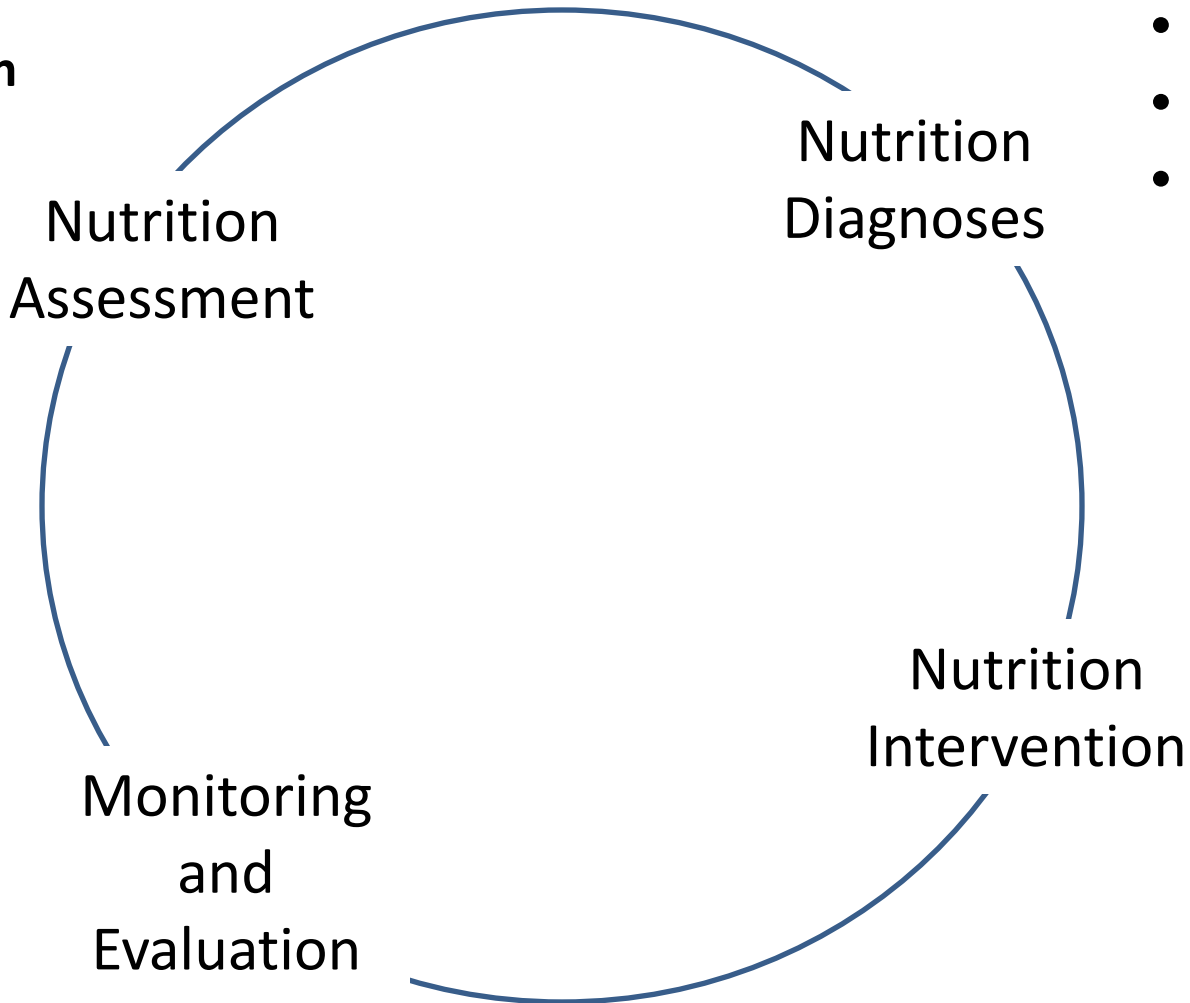 Nutrition
Assessment
Nutrition
Diagnoses
Nutrition
Intervention
Monitoring
and
Evaluation